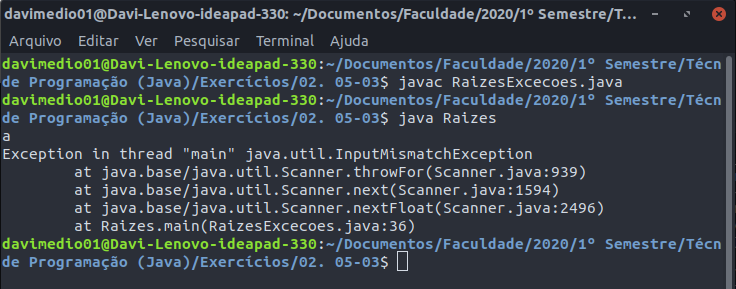 davimedio01@Davi-Lenovo-ideapad-330: ~/Documentos/Faculdade/2020/1º Semestre/T...
Arquivo Editar Ver Pesquisar Terminal Ajuda
davimedio01@Davi-Lenovo-ideapad-330:~/Documentos/Faculdade/2020/1º Semestre/Técn
de Programação (Java)/Exercícios/02. 05-03$ javac RaizesExcecoes.java
davimedio01@Davi-Lenovo-ideapad-330:~/Documentos/Faculdade/2020/1º Semestre/Técn
de Programação (Java)/Exercícios/02. 05-03$ java Raizes
a
Exception in thread "main" java.util.InputMismatchException
        at java.base/java.util.Scanner.throwFor(Scanner.java:939)
        at java.base/java.util.Scanner.next(Scanner.java:1594)
        at java.base/java.util.Scanner.nextFloat(Scanner.java:2496)
        at Raizes.main(RaizesExcecoes.java:36)
davimedio01@Davi-Lenovo-ideapad-330:~/Documentos/Faculdade/2020/1º Semestre/Técn
de Programação (Java)/Exercícios/02. 05-03$